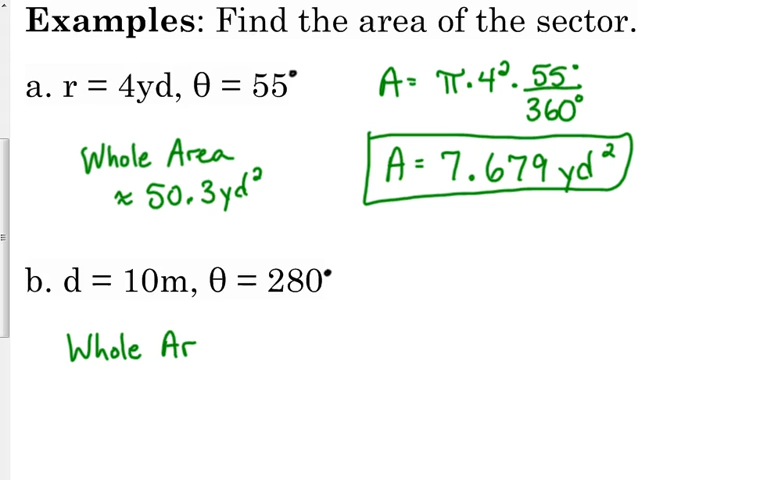 Examples: Find the area of the sector.
a. r = 4yd, θ = 55°
A = π·4²·55°/360°
Whole Area
≈ 50.3yd²
A = 7.679 yd²
b. d = 10m, θ = 280°
Whole Ar